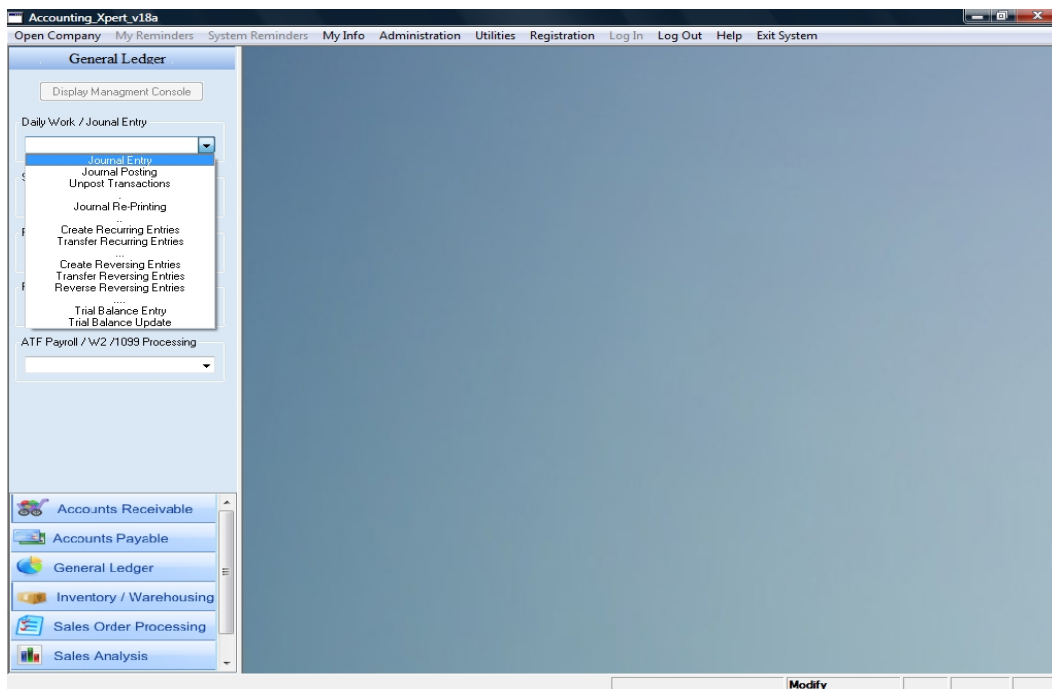 Accounting_Xpert_v18a
Open Company My Reminders System Reminders My Info Administration Utilities Registration Log In Log Out Help Exit System
General Ledger
Display Managment Console
Daily Work / Jounal Entry
Journal Entry
Journal Posting
Unpost Transactions
.
Journal Re-Printing
..
Create Recurring Entries
Transfer Recurring Entries
...
Create Reversing Entries
Transfer Reversing Entries
Reverse Reversing Entries
....
Trial Balance Entry
Trial Balance Update
ATF Payroll / W2 /1099 Processing
Accounts Receivable
Accounts Payable
General Ledger
Inventory / Warehousing
Sales Order Processing
Sales Analysis
Modify